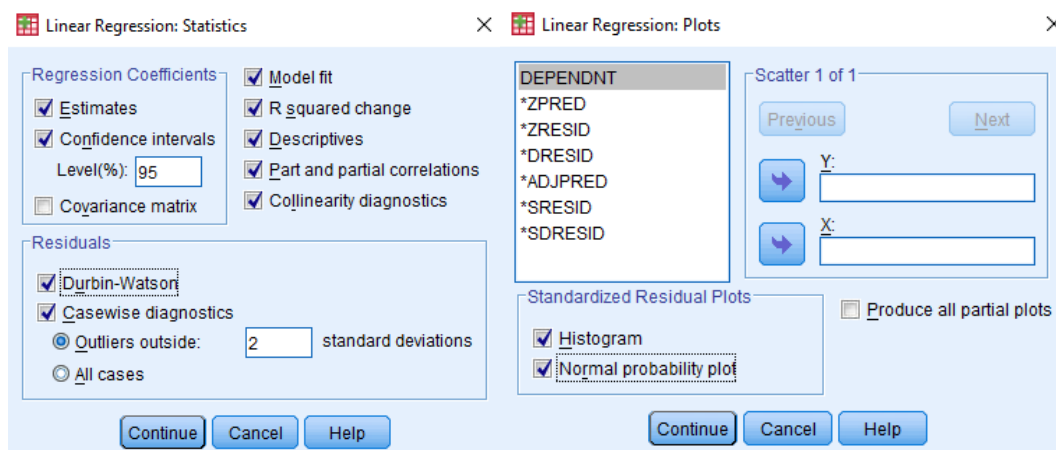 Linear Regression: Statistics
Regression Coefficients
Estimates
Confidence intervals
Level(%): 95
Covariance matrix
Model fit
R squared change
Descriptives
Part and partial correlations
Collinearity diagnostics
Residuals
Durbin-Watson
Casewise diagnostics
Outliers outside: 2 standard deviations
All cases
Continue Cancel Help
Linear Regression: Plots
DEPENDNT
*ZPRED
*ZRESID
*DRESID
*ADJPRED
*SRESID
*SDRESID
Scatter 1 of 1
Previous Next
Y:
X:
Standardized Residual Plots
Histogram
Normal probability plot
Produce all partial plots
Continue Cancel Help